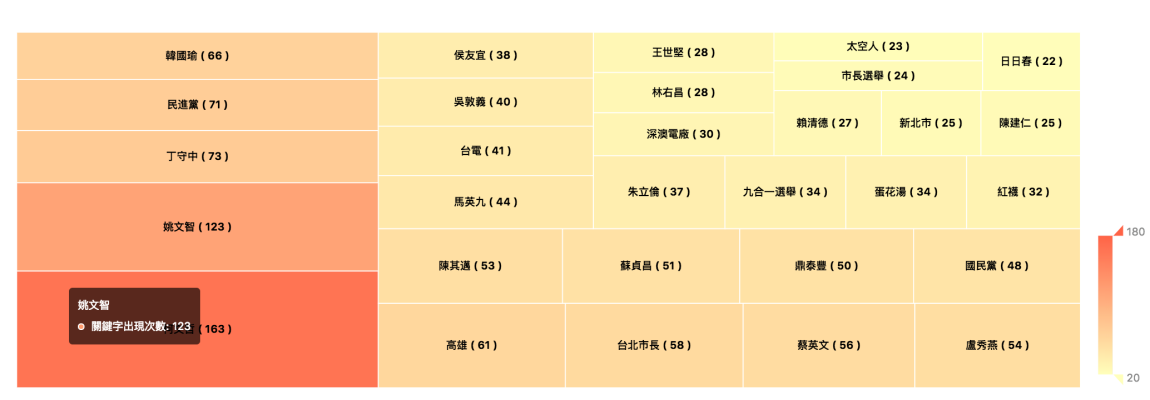 韓國瑜 ( 66 )
民進黨 ( 71 )
丁守中 ( 73 )
姚文智 ( 123 )
( 163 )
姚文智
關鍵字出現次數: 123
侯友宜 ( 38 )
吳敦義 ( 40 )
台電 ( 41 )
馬英九 ( 44 )
王世堅 ( 28 )
林右昌 ( 28 )
深澳電廠 ( 30 )
太空人 ( 23 )
市長選舉 ( 24 )
日日春 ( 22 )
賴清德 ( 27 )
新北市 ( 25 )
陳建仁 ( 25 )
朱立倫 ( 37 )
九合一選舉 ( 34 )
蛋花湯 ( 34 )
紅襪 ( 32 )
陳其邁 ( 53 )
蘇貞昌 ( 51 )
鼎泰豐 ( 50 )
國民黨 ( 48 )
高雄 ( 61 )
台北市長 ( 58 )
蔡英文 ( 56 )
盧秀燕 ( 54 )
180
20